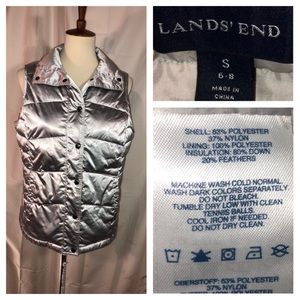 LANDS' END
S
6-8
MADE IN
CHINA
SHELL: 63% POLYESTER
37% NYLON
LINING: 100% POLYESTER
INSULATION: 80% DOWN
20% FEATHERS
MACHINE WASH COLD NORMAL.
WASH DARK COLORS SEPARATELY.
DO NOT BLEACH.
TUMBLE DRY LOW WITH CLEAN
TENNIS BALLS.
COOL IRON IF NEEDED.
DO NOT DRY CLEAN.
OBERSTOFF: 63% POLYESTER
37% NYLON